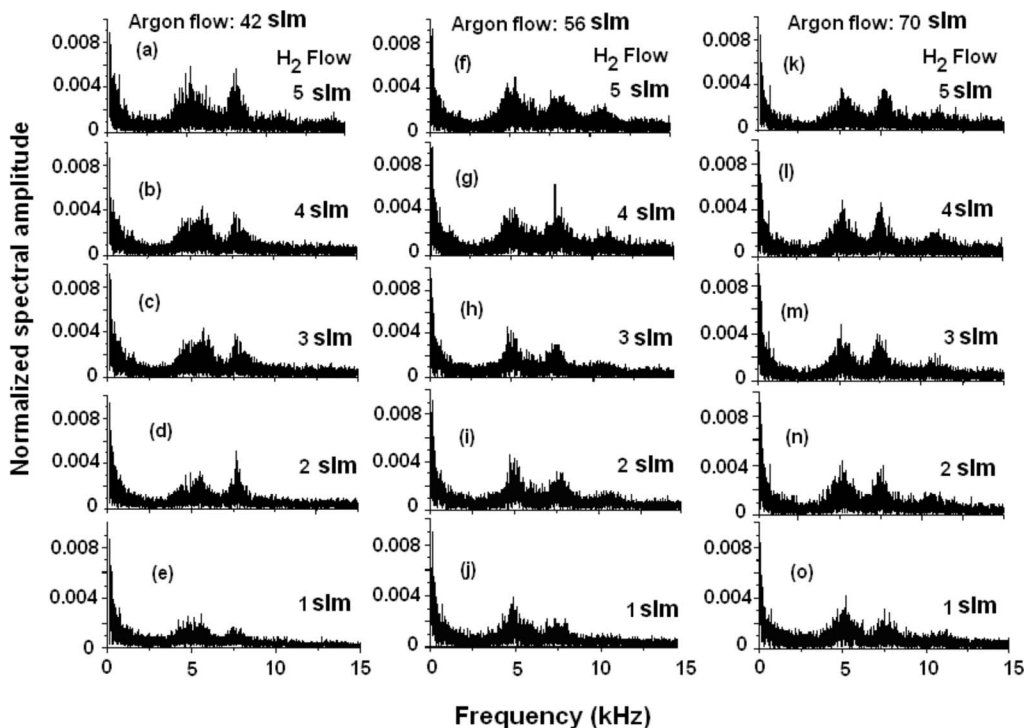 Argon flow: 42 slm
Argon flow: 56 slm
Argon flow: 70 slm
0.008
(a)
H2 Flow
0.004
5 slm
0
0.008
(f)
H2 Flow
0.004
5 slm
0
0.008
(k)
H2 Flow
0.004
5 slm
0
0.008
(b)
0.004
4 slm
0
0.008
(g)
0.004
4 slm
0
0.008
(l)
0.004
4 slm
0
0.008
(c)
0.004
3 slm
0
0.008
(h)
0.004
3 slm
0
0.008
(m)
0.004
3 slm
0
0.008
(d)
0.004
2 slm
0
0.008
(i)
0.004
2 slm
0
0.008
(n)
0.004
2 slm
0
0.008
(e)
0.004
1 slm
0
0.008
(j)
0.004
1 slm
0
0.008
(o)
0.004
1 slm
0
0 5 10 15
0 5 10 15
0 5 10 15
Normalized spectral amplitude
Frequency (kHz)